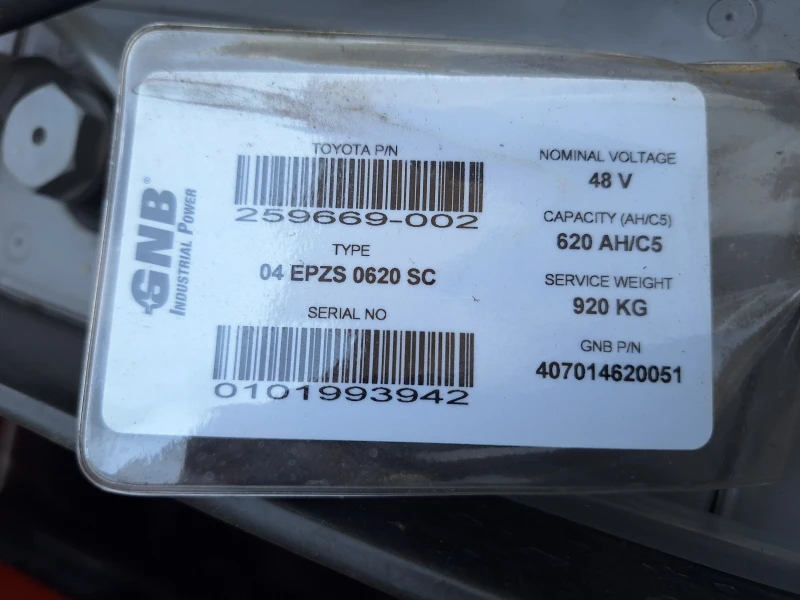 GNB®
INDUSTRIAL POWER
TOYOTA P/N
259669-002
TYPE
04 EPZS 0620 SC
SERIAL NO
0101993942
NOMINAL VOLTAGE
48 V
CAPACITY (AH/C5)
620 AH/C5
SERVICE WEIGHT
920 KG
GNB P/N
407014620051